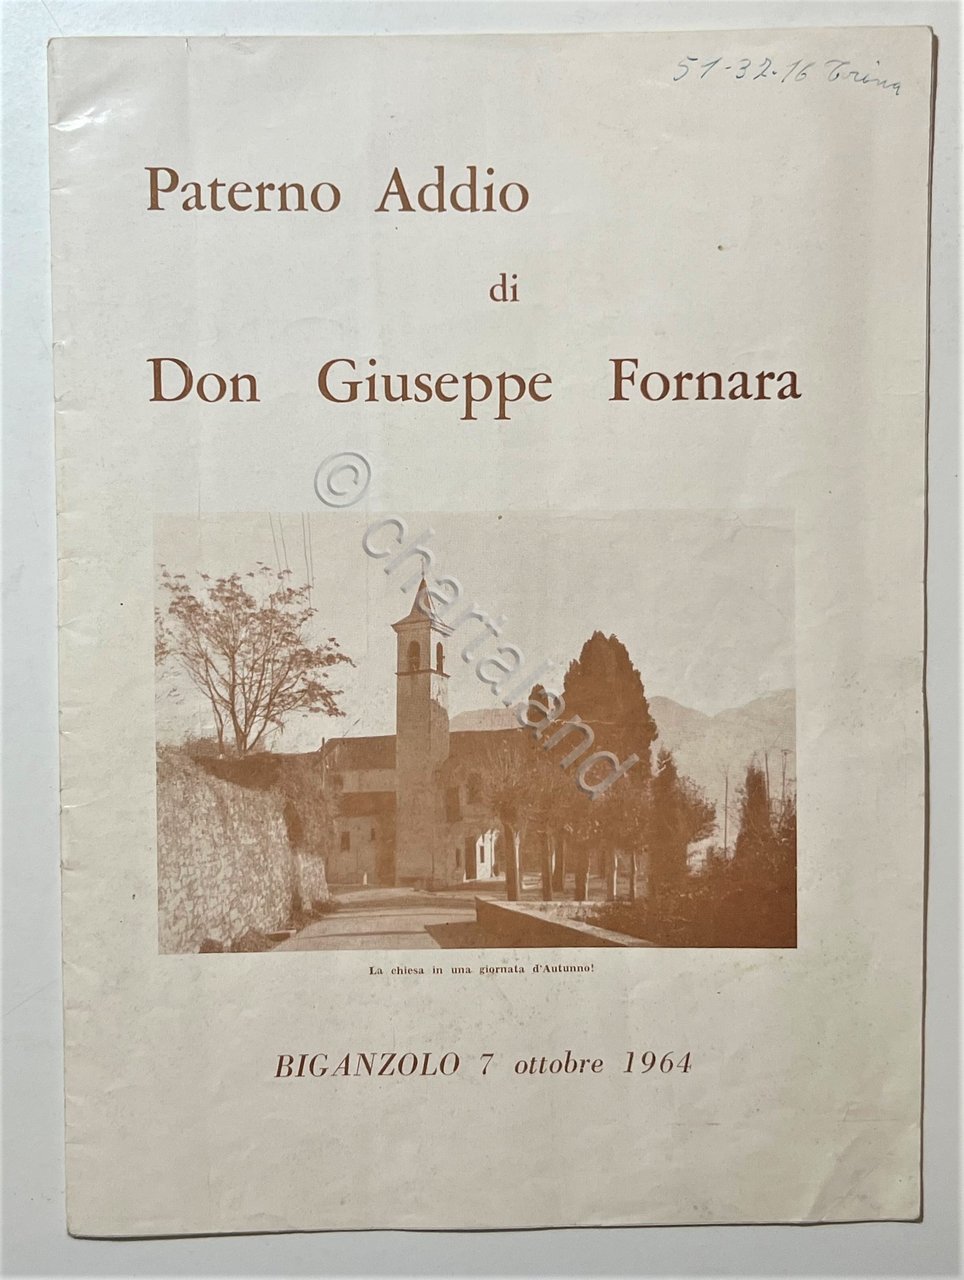 51-32-16 Trina
Paterno Addio
di
Don Giuseppe Fornara
© chartaland
La chiesa in una giornata d'Autunno!
BIGANZOLO 7 ottobre 1964